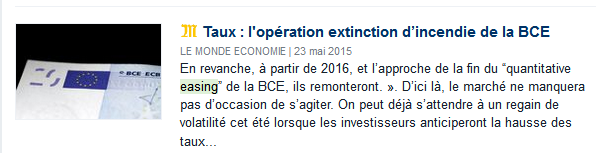 Taux : l'opération extinction d’incendie de la BCE
LE MONDE ECONOMIE | 23 mai 2015
En revanche, à partir de 2016, et l’approche de la fin du “quantitative
easing” de la BCE, ils remonteront. ». D’ici là, le marché ne manquera
pas d’occasion de s’agiter. On peut déjà s’attendre à un regain de
volatilité cet été lorsque les investisseurs anticiperont la hausse des
taux...
BCE ECB